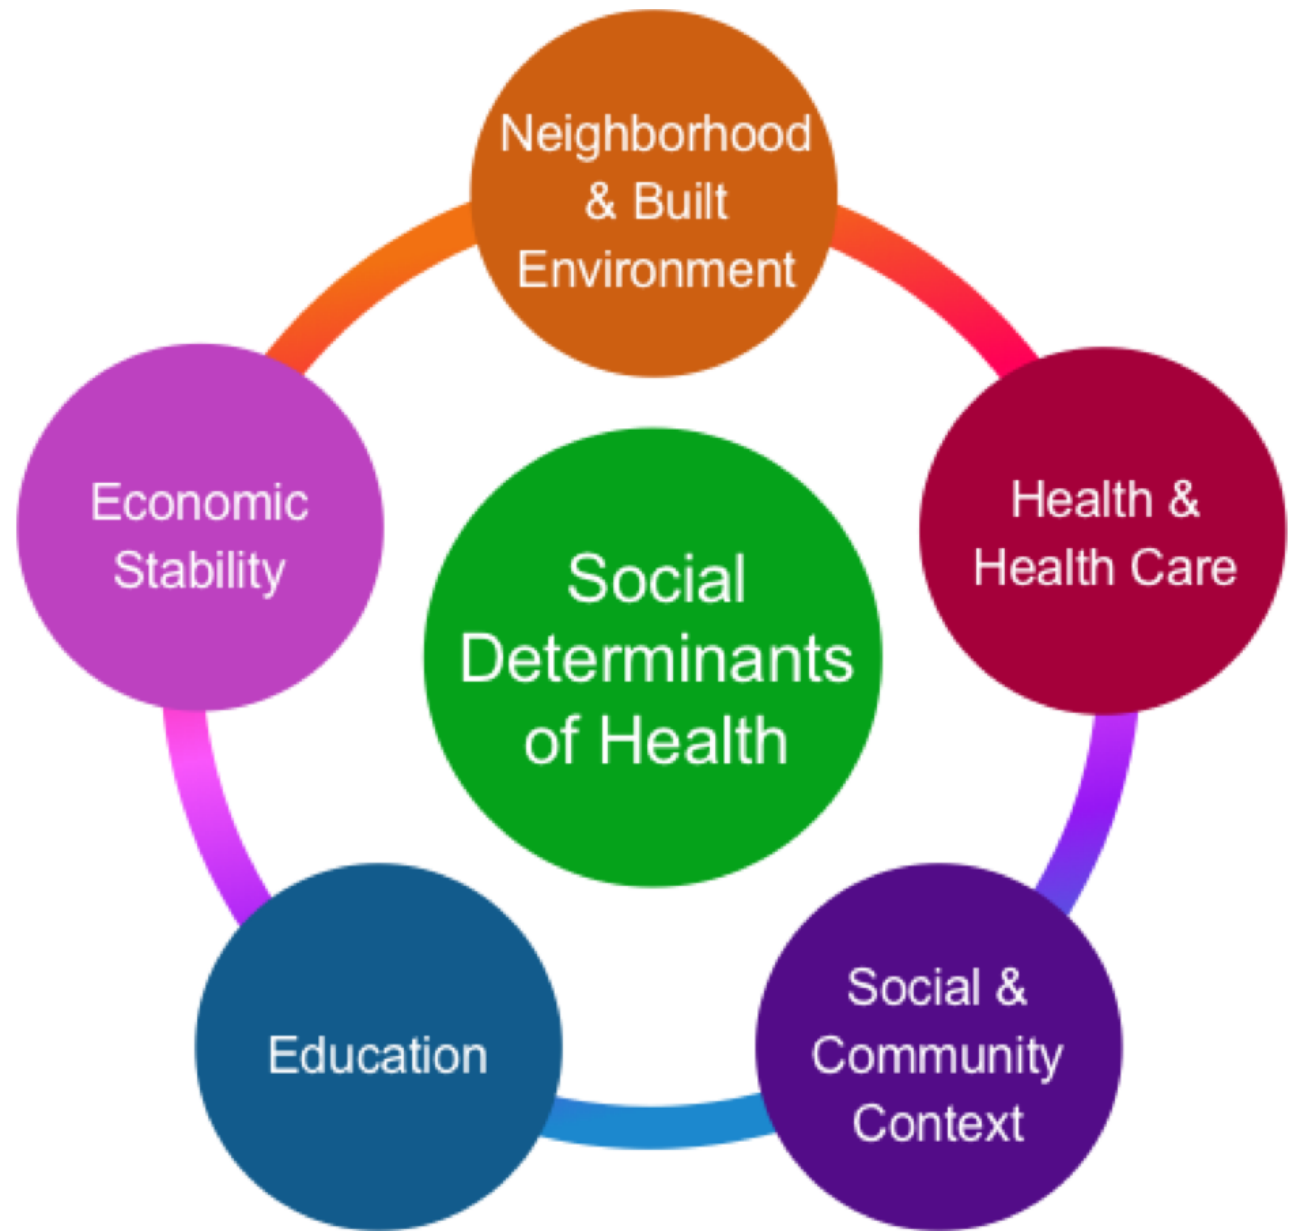 Neighborhood
& Built
Environment
Economic
Stability
Health &
Health Care
Social
Determinants
of Health
Education
Social &
Community
Context